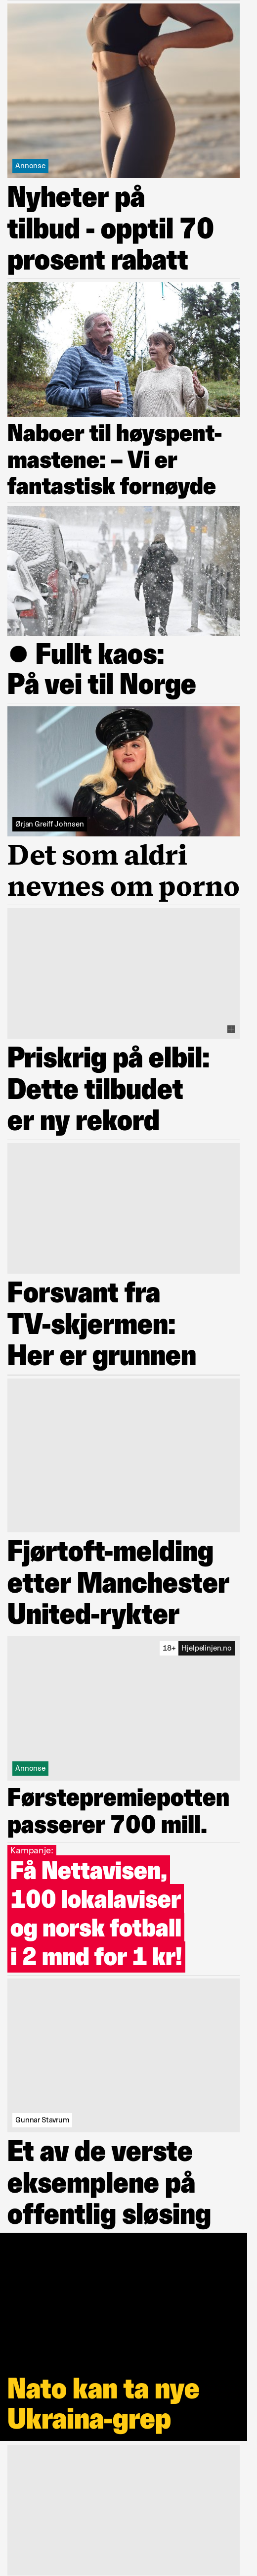 Annonse
Nyheter på
tilbud - opptil 70
prosent rabatt
Naboer til høyspent-
mastene: – Vi er
fantastisk fornøyde
● Fullt kaos:
På vei til Norge
Ørjan Greiff Johnsen
Det som aldri
nevnes om porno
Priskrig på elbil:
Dette tilbudet
er ny rekord
Forsvant fra
TV-skjermen:
Her er grunnen
Fjørtoft-melding
etter Manchester
United-rykter
18+ Hjelpelinjen.no
Annonse
Førstepremiepotten
passerer 700 mill.
Kampanje:
Få Nettavisen,
100 lokalaviser
og norsk fotball
i 2 mnd for 1 kr!
Gunnar Stavrum
Et av de verste
eksemplene på
offentlig sløsing
Nato kan ta nye
Ukraina-grep